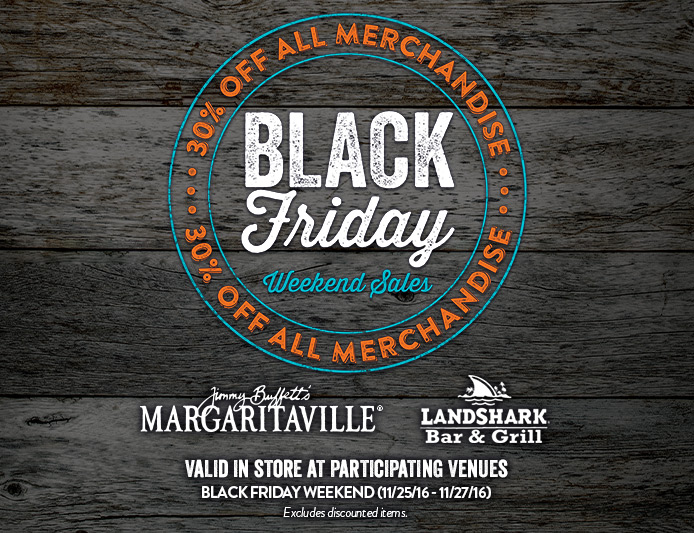 30% OFF ALL MERCHANDISE
BLACK
Friday
Weekend Sales
30% OFF ALL MERCHANDISE
Jimmy Buffett's
MARGARITAVILLE®
LANDSHARK
Bar & Grill
VALID IN STORE AT PARTICIPATING VENUES
BLACK FRIDAY WEEKEND (11/25/16 - 11/27/16)
Excludes discounted items.